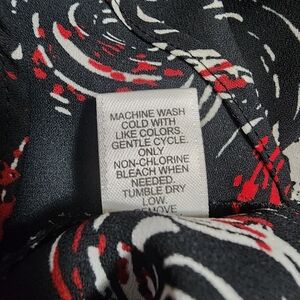 MACHINE WASH
COLD WITH
LIKE COLORS.
GENTLE CYCLE.
ONLY
NON-CHLORINE
BLEACH WHEN
NEEDED.
TUMBLE DRY
LOW.